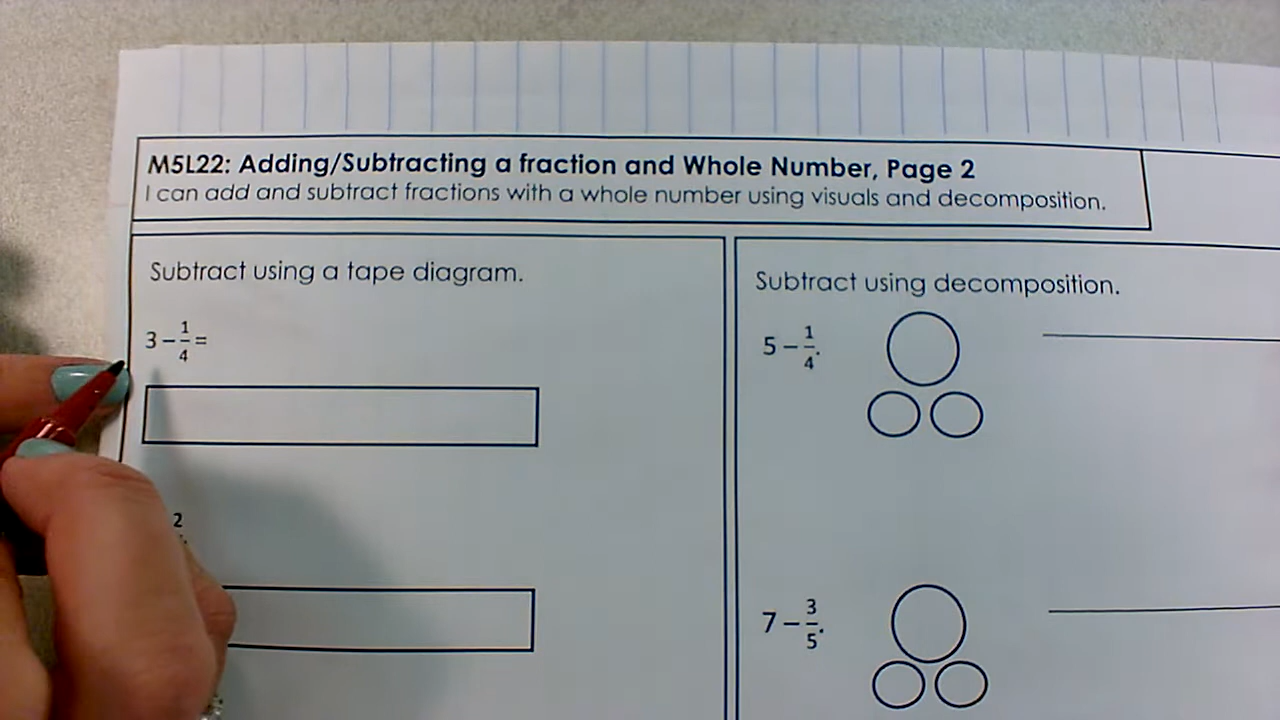 M5L22: Adding/Subtracting a fraction and Whole Number, Page 2
I can add and subtract fractions with a whole number using visuals and decomposition.
Subtract using a tape diagram.
3 − 1/4 =
2
Subtract using decomposition.
5 − 1/4.
7 − 3/5.